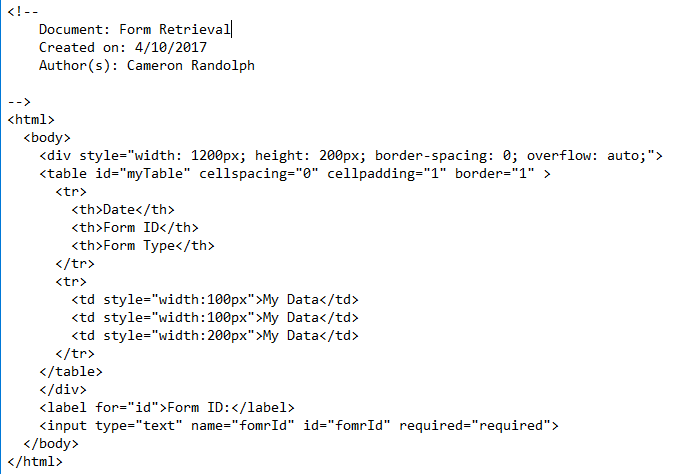 <!--
    Document: Form Retrieval
    Created on: 4/10/2017
    Author(s): Cameron Randolph

-->
<html>
  <body>
    <div style="width: 1200px; height: 200px; border-spacing: 0; overflow: auto;">
    <table id="myTable" cellspacing="0" cellpadding="1" border="1" >
      <tr>
        <th>Date</th>
        <th>Form ID</th>
        <th>Form Type</th>
      </tr>
      <tr>
        <td style="width:100px">My Data</td>
        <td style="width:100px">My Data</td>
        <td style="width:200px">My Data</td>
      </tr>
    </table>
    </div>
    <label for="id">Form ID:</label>
    <input type="text" name="fomrId" id="fomrId" required="required">
  </body>
</html>